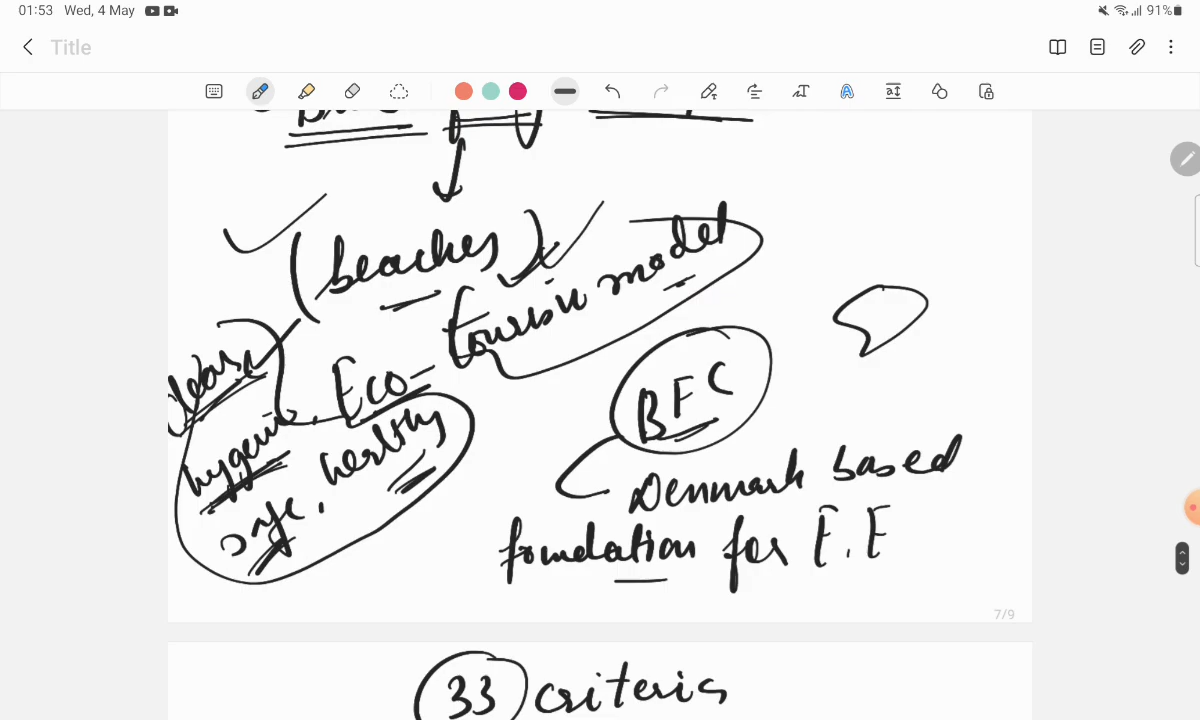 01:53 Wed, 4 May 91%
Title
(beaches)
tourism model
clean
Eco-
BFC
hygenic,
healthy
safe,
Denmark based
foundation for E.E
7/9
33 criteria